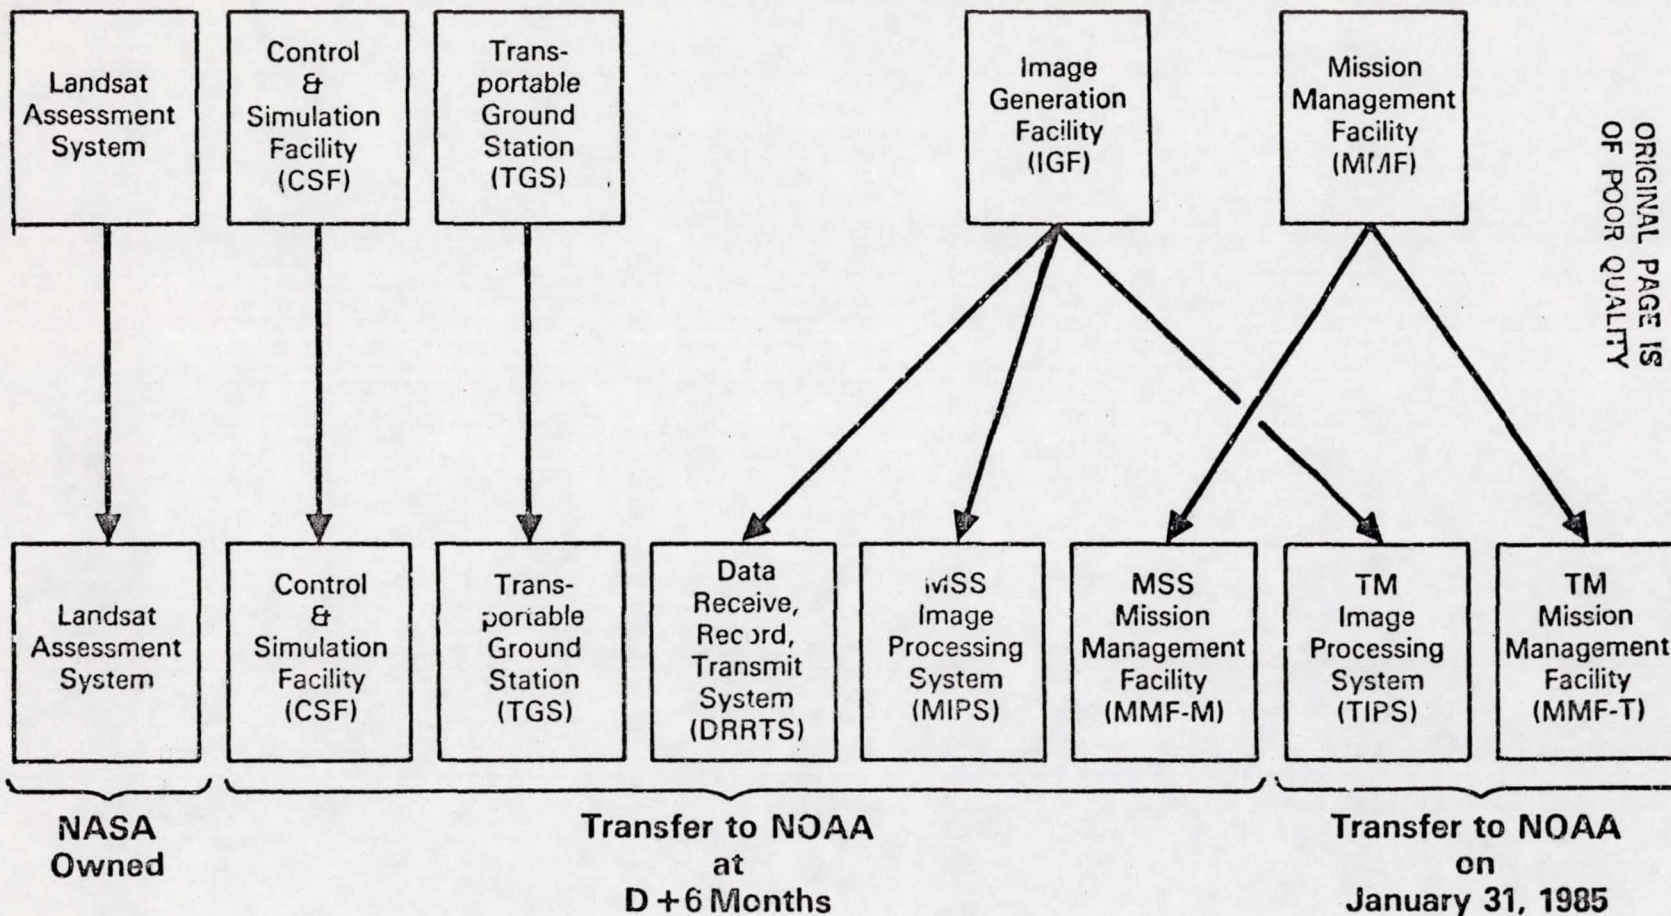 Landsat
Assessment
System
Control
&
Simulation
Facility
(CSF)
Trans-
portable
Ground
Station
(TGS)
Image
Generation
Facility
(IGF)
Mission
Management
Facility
(MMF)
ORIGINAL PAGE IS
OF POOR QUALITY
Landsat
Assessment
System
Control
&
Simulation
Facility
(CSF)
Trans-
portable
Ground
Station
(TGS)
Data
Receive,
Record,
Transmit
System
(DRRTS)
MSS
Image
Processing
System
(MIPS)
MSS
Mission
Management
Facility
(MMF-M)
TM
Image
Processing
System
(TIPS)
TM
Mission
Management
Facility
(MMF-T)
NASA
Owned
Transfer to NOAA
at
D+6 Months
Transfer to NOAA
on
January 31, 1985